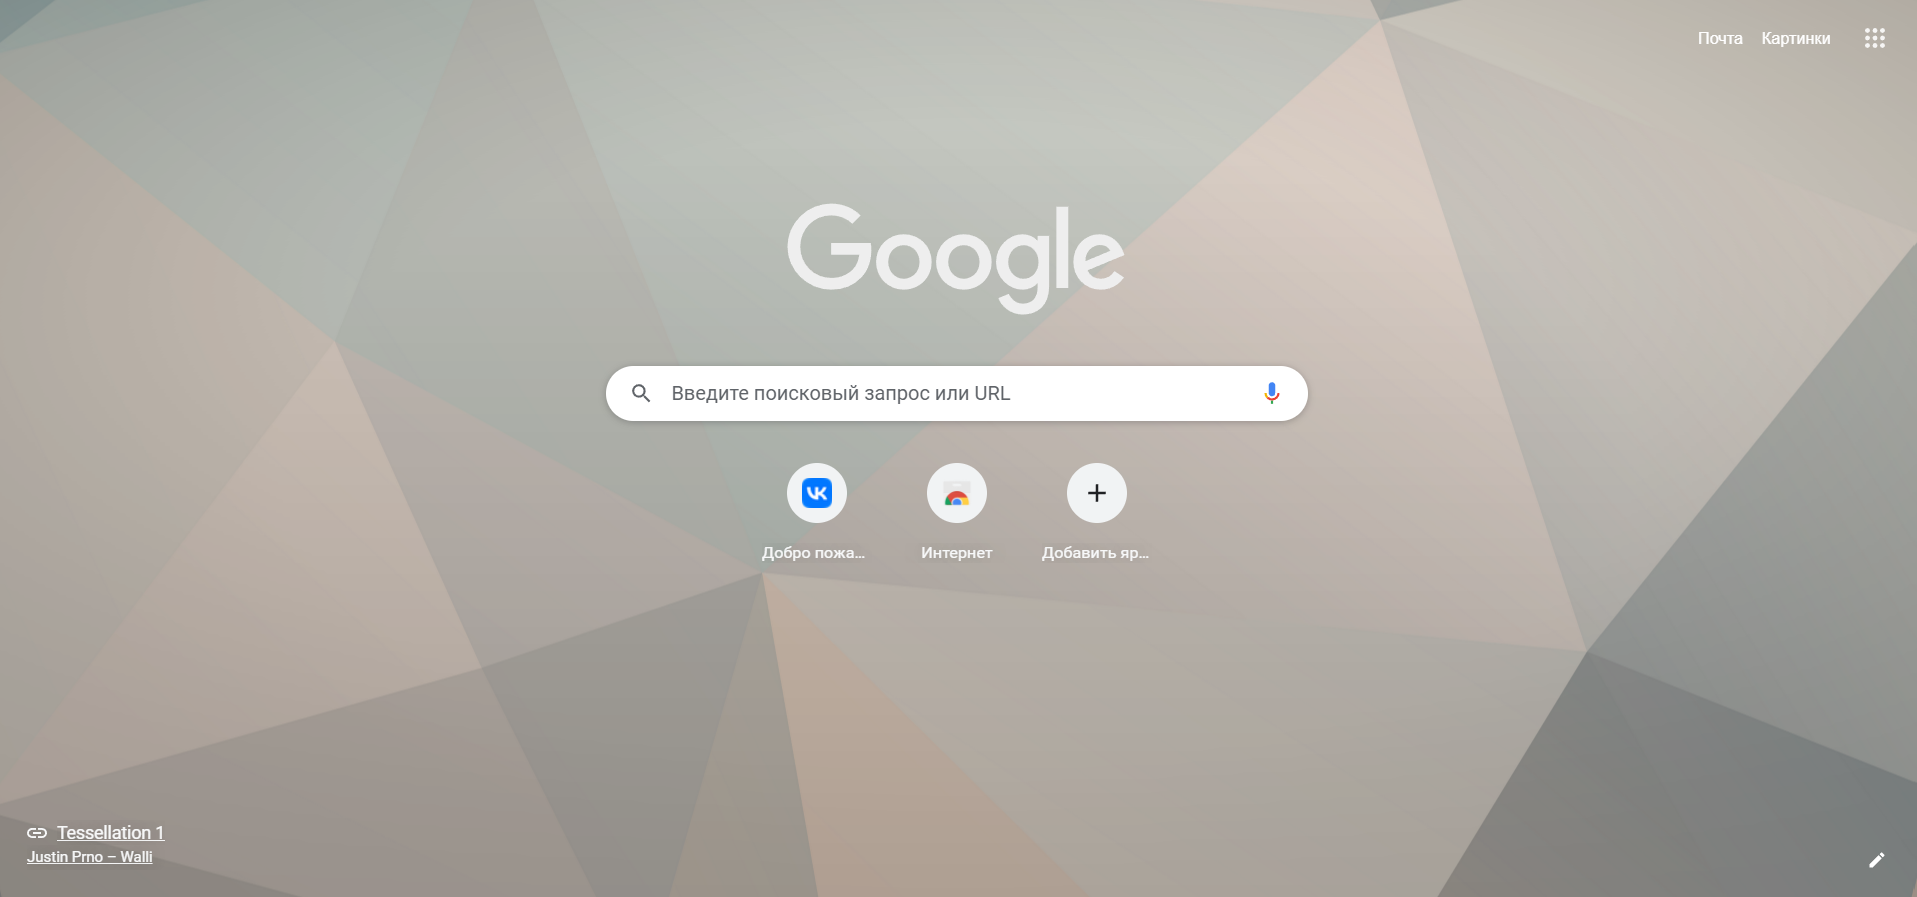 Почта Картинки
Google
Введите поисковый запрос или URL
Добро пожа... Интернет Добавить яр...
Tessellation 1
Justin Prno – Walli